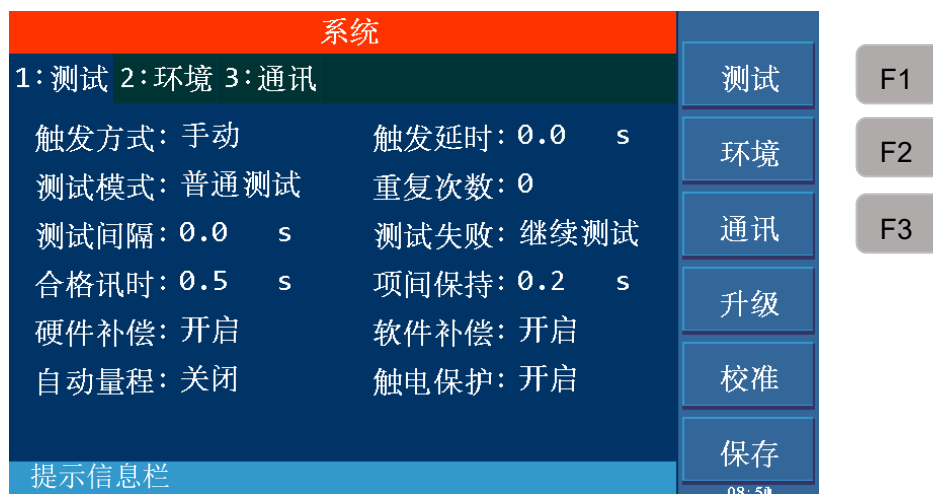 系统
1:测试 2:环境 3:通讯
触发方式:手动 触发延时:0.0 s
测试模式:普通测试 重复次数:0
测试间隔:0.0 s 测试失败:继续测试
合格讯时:0.5 s 项间保持:0.2 s
硬件补偿:开启 软件补偿:开启
自动量程:关闭 触电保护:开启
提示信息栏
测试 F1
环境 F2
通讯 F3
升级
校准
保存